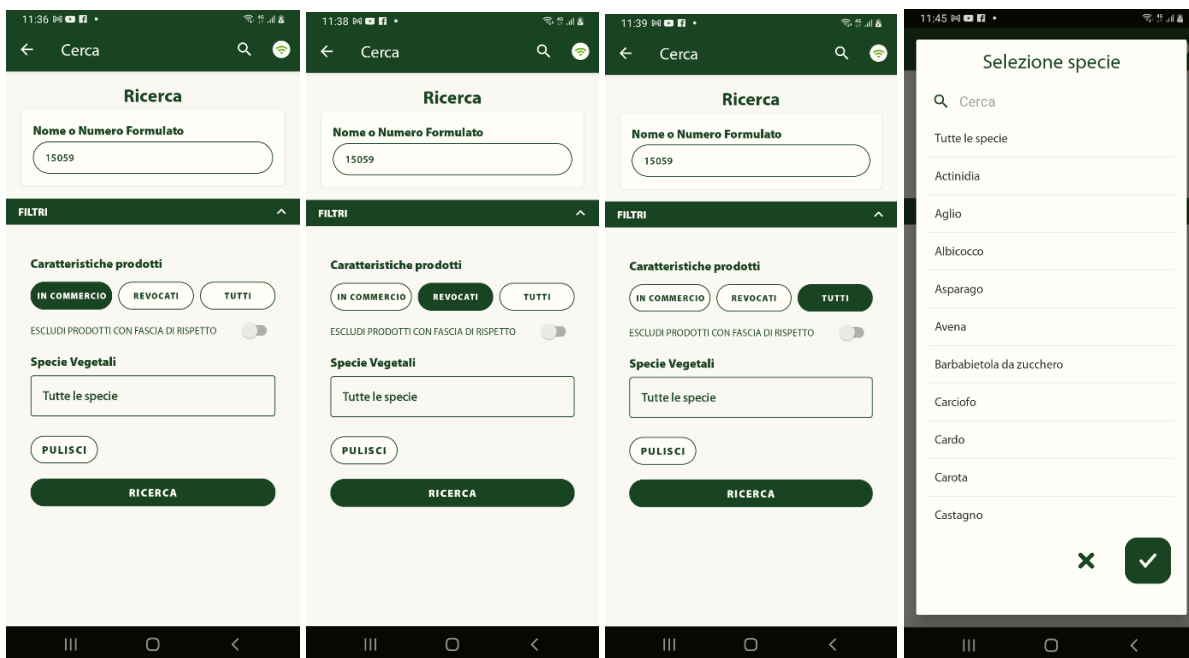 11:36
Cerca
Ricerca
Nome o Numero Formulato
15059
FILTRI
Caratteristiche prodotti
IN COMMERCIO REVOCATI TUTTI
ESCLUDI PRODOTTI CON FASCIA DI RISPETTO
Specie Vegetali
Tutte le specie
PULISCI
RICERCA
11:38
Cerca
Ricerca
Nome o Numero Formulato
15059
FILTRI
Caratteristiche prodotti
IN COMMERCIO REVOCATI TUTTI
ESCLUDI PRODOTTI CON FASCIA DI RISPETTO
Specie Vegetali
Tutte le specie
PULISCI
RICERCA
11:39
Cerca
Ricerca
Nome o Numero Formulato
15059
FILTRI
Caratteristiche prodotti
IN COMMERCIO REVOCATI TUTTI
ESCLUDI PRODOTTI CON FASCIA DI RISPETTO
Specie Vegetali
Tutte le specie
PULISCI
RICERCA
11:45
Selezione specie
Cerca
Tutte le specie
Actinidia
Aglio
Albicocco
Asparago
Avena
Barbabietola da zucchero
Carciofo
Cardo
Carota
Castagno